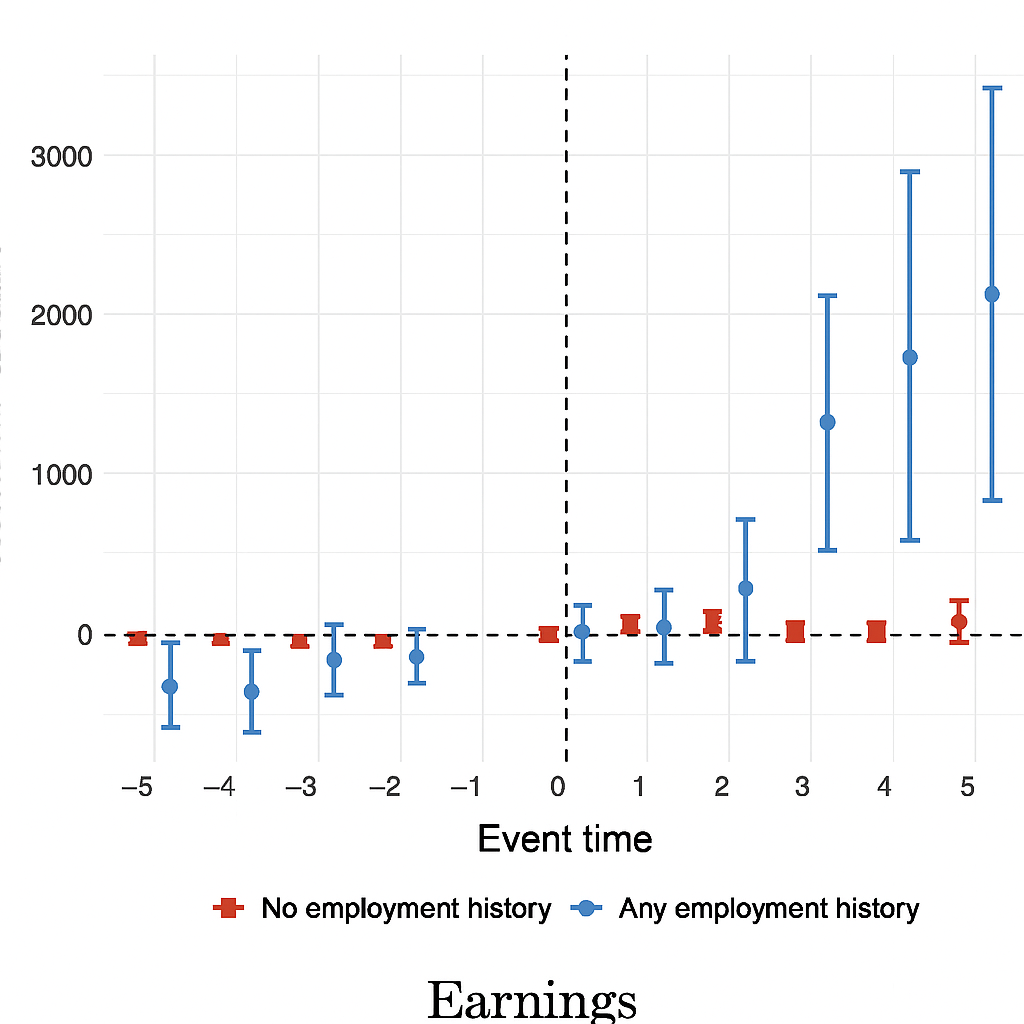 3000
2000
1000
0
−5 −4 −3 −2 −1 0 1 2 3 4 5
Event time
No employment history Any employment history
Earnings